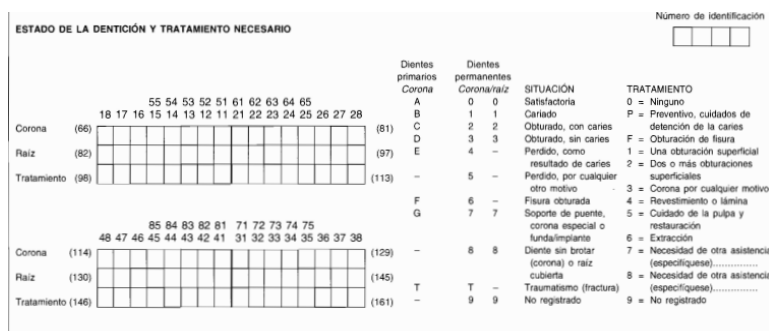 Número de identificación
ESTADO DE LA DENTICIÓN Y TRATAMIENTO NECESARIO
55 54 53 52 51 61 62 63 64 65
18 17 16 15 14 13 12 11 21 22 23 24 25 26 27 28
Corona (66) (81)
Raíz (82) (97)
Tratamiento (98) (113)
85 84 83 82 81 71 72 73 74 75
48 47 46 45 44 43 42 41 31 32 33 34 35 36 37 38
Corona (114) (129)
Raíz (130) (145)
Tratamiento (146) (161)
Dientes Dientes
primarios permanentes
Corona Corona/raíz SITUACIÓN
A 0 0 Satisfactoria
B 1 1 Cariado
C 2 2 Obturado, con caries
D 3 3 Obturado, sin caries
E 4 – Perdido, como
resultado de caries
– 5 – Perdido, por cualquier
otro motivo
F 6 – Fisura obturada
G 7 7 Soporte de puente,
corona especial o
funda/implante
– 8 8 Diente sin brotar
(corona) o raíz
cubierta
T T – Traumatismo (fractura)
– 9 9 No registrado
TRATAMIENTO
0 = Ninguno
P = Preventivo, cuidados de
detención de la caries
F = Obturación de fisura
1 = Una obturación superficial
2 = Dos o más obturaciones
superficiales
3 = Corona por cualquier motivo
4 = Revestimiento o lámina
5 = Cuidado de la pulpa y
restauración
6 = Extracción
7 = Necesidad de otra asistencia
(especifíquese)...............
8 = Necesidad de otra asistencia
(especifíquese)...............
9 = No registrado